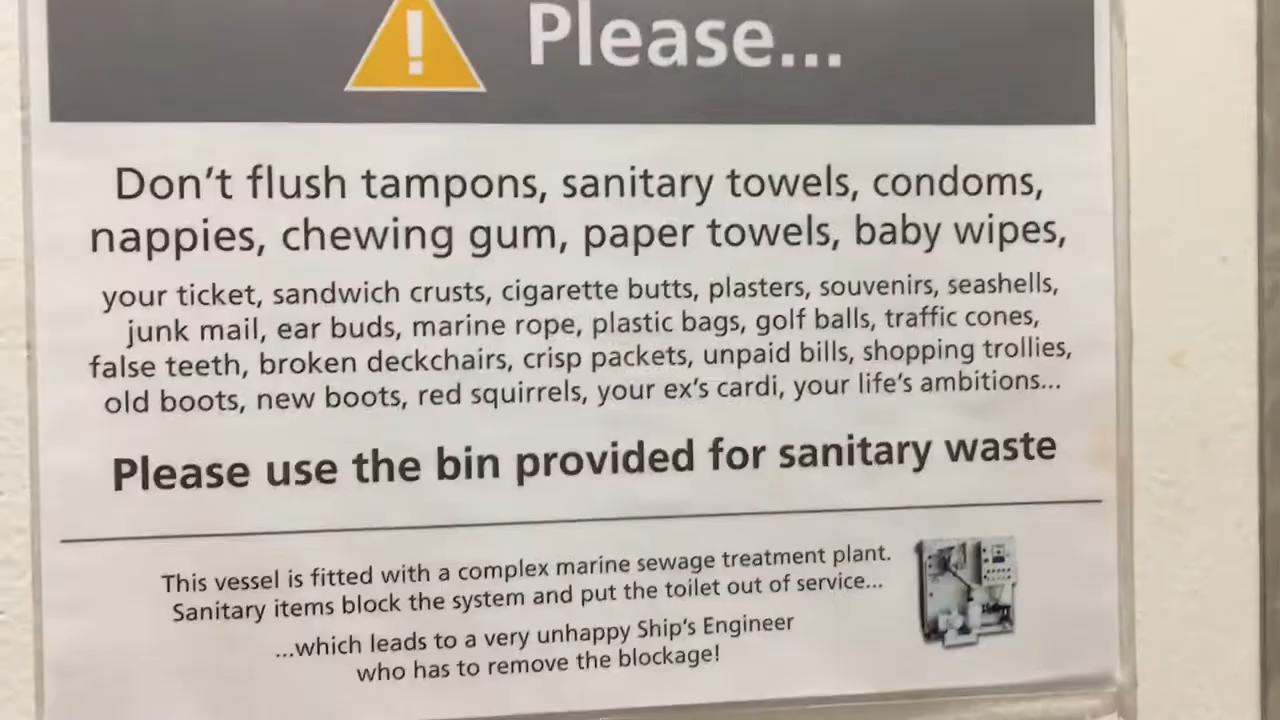 Please...
Don't flush tampons, sanitary towels, condoms,
nappies, chewing gum, paper towels, baby wipes,
your ticket, sandwich crusts, cigarette butts, plasters, souvenirs, seashells,
junk mail, ear buds, marine rope, plastic bags, golf balls, traffic cones,
false teeth, broken deckchairs, crisp packets, unpaid bills, shopping trollies,
old boots, new boots, red squirrels, your ex's cardi, your life's ambitions...
Please use the bin provided for sanitary waste
This vessel is fitted with a complex marine sewage treatment plant.
Sanitary items block the system and put the toilet out of service...
...which leads to a very unhappy Ship's Engineer
who has to remove the blockage!